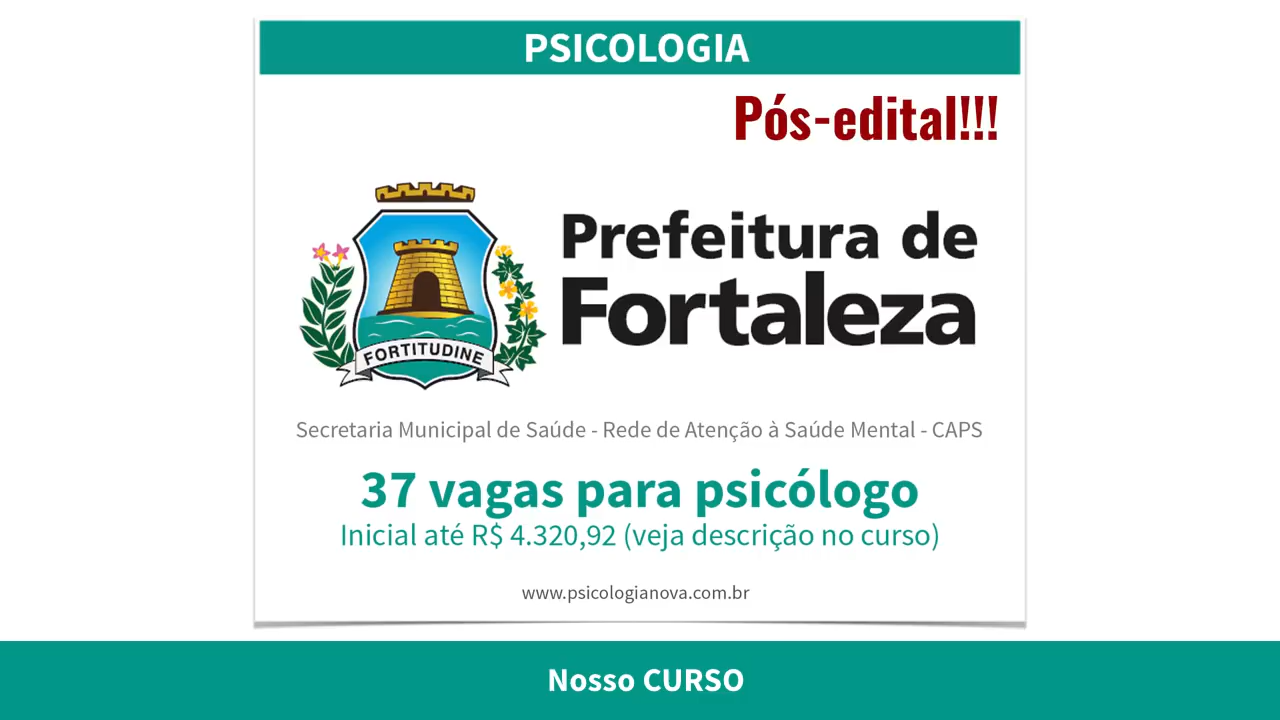 PSICOLOGIA
Pós-edital!!!
Prefeitura de
Fortaleza
FORTITUDINE
Secretaria Municipal de Saúde - Rede de Atenção à Saúde Mental - CAPS
37 vagas para psicólogo
Inicial até R$ 4.320,92 (veja descrição no curso)
www.psicologianova.com.br
Nosso CURSO